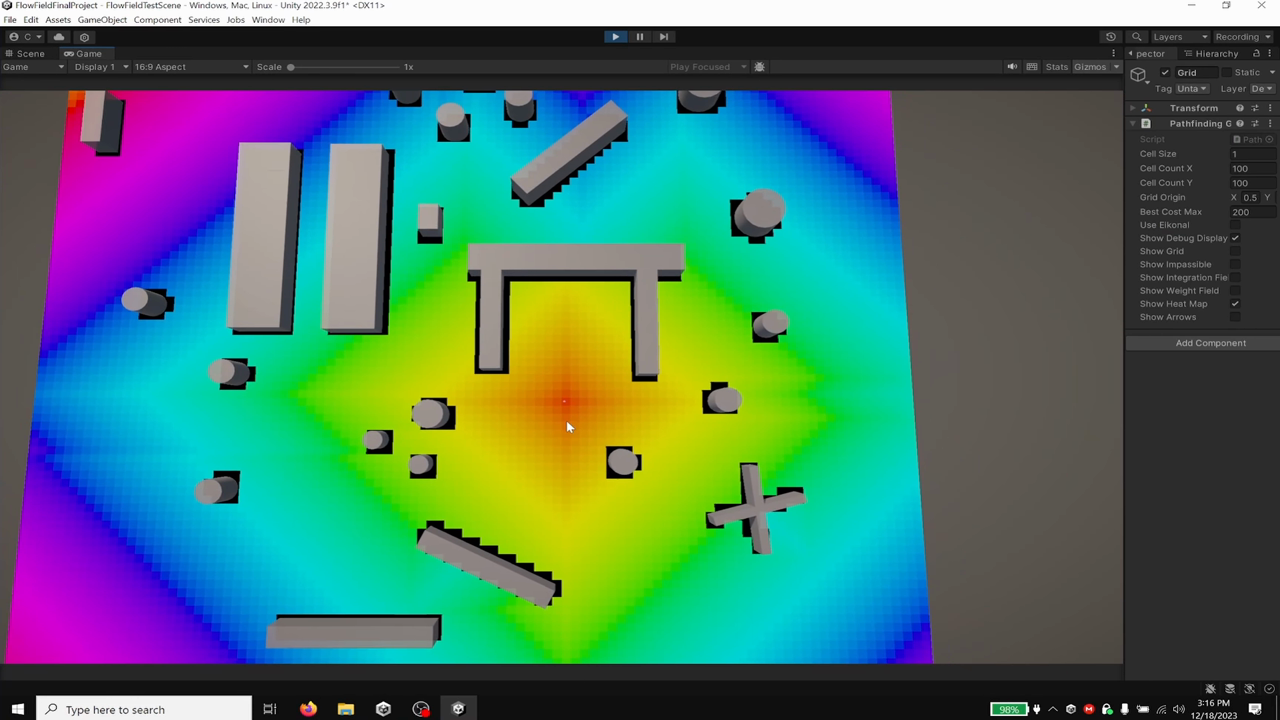 FlowFieldFinalProject - FlowFieldTestScene - Windows, Mac, Linux - Unity 2022.3.9f1* <DX11>
File Edit Assets GameObject Component Services Jobs Window Help
C Layers Recording
Scene Game pector Hierarchy
Game Display 1 16:9 Aspect Scale 1x Play Focused Stats Gizmos
Grid Static
Tag Unta Layer De
Transform
Pathfinding G
Script Path
Cell Size 1
Cell Count X 100
Cell Count Y 100
Grid Origin X 0.5 Y
Best Cost Max 200
Use Eikonal
Show Debug Display
Show Grid
Show Impassible
Show Integration Fie
Show Weight Field
Show Heat Map
Show Arrows
Add Component
Type here to search
98%
3:16 PM
12/18/2023